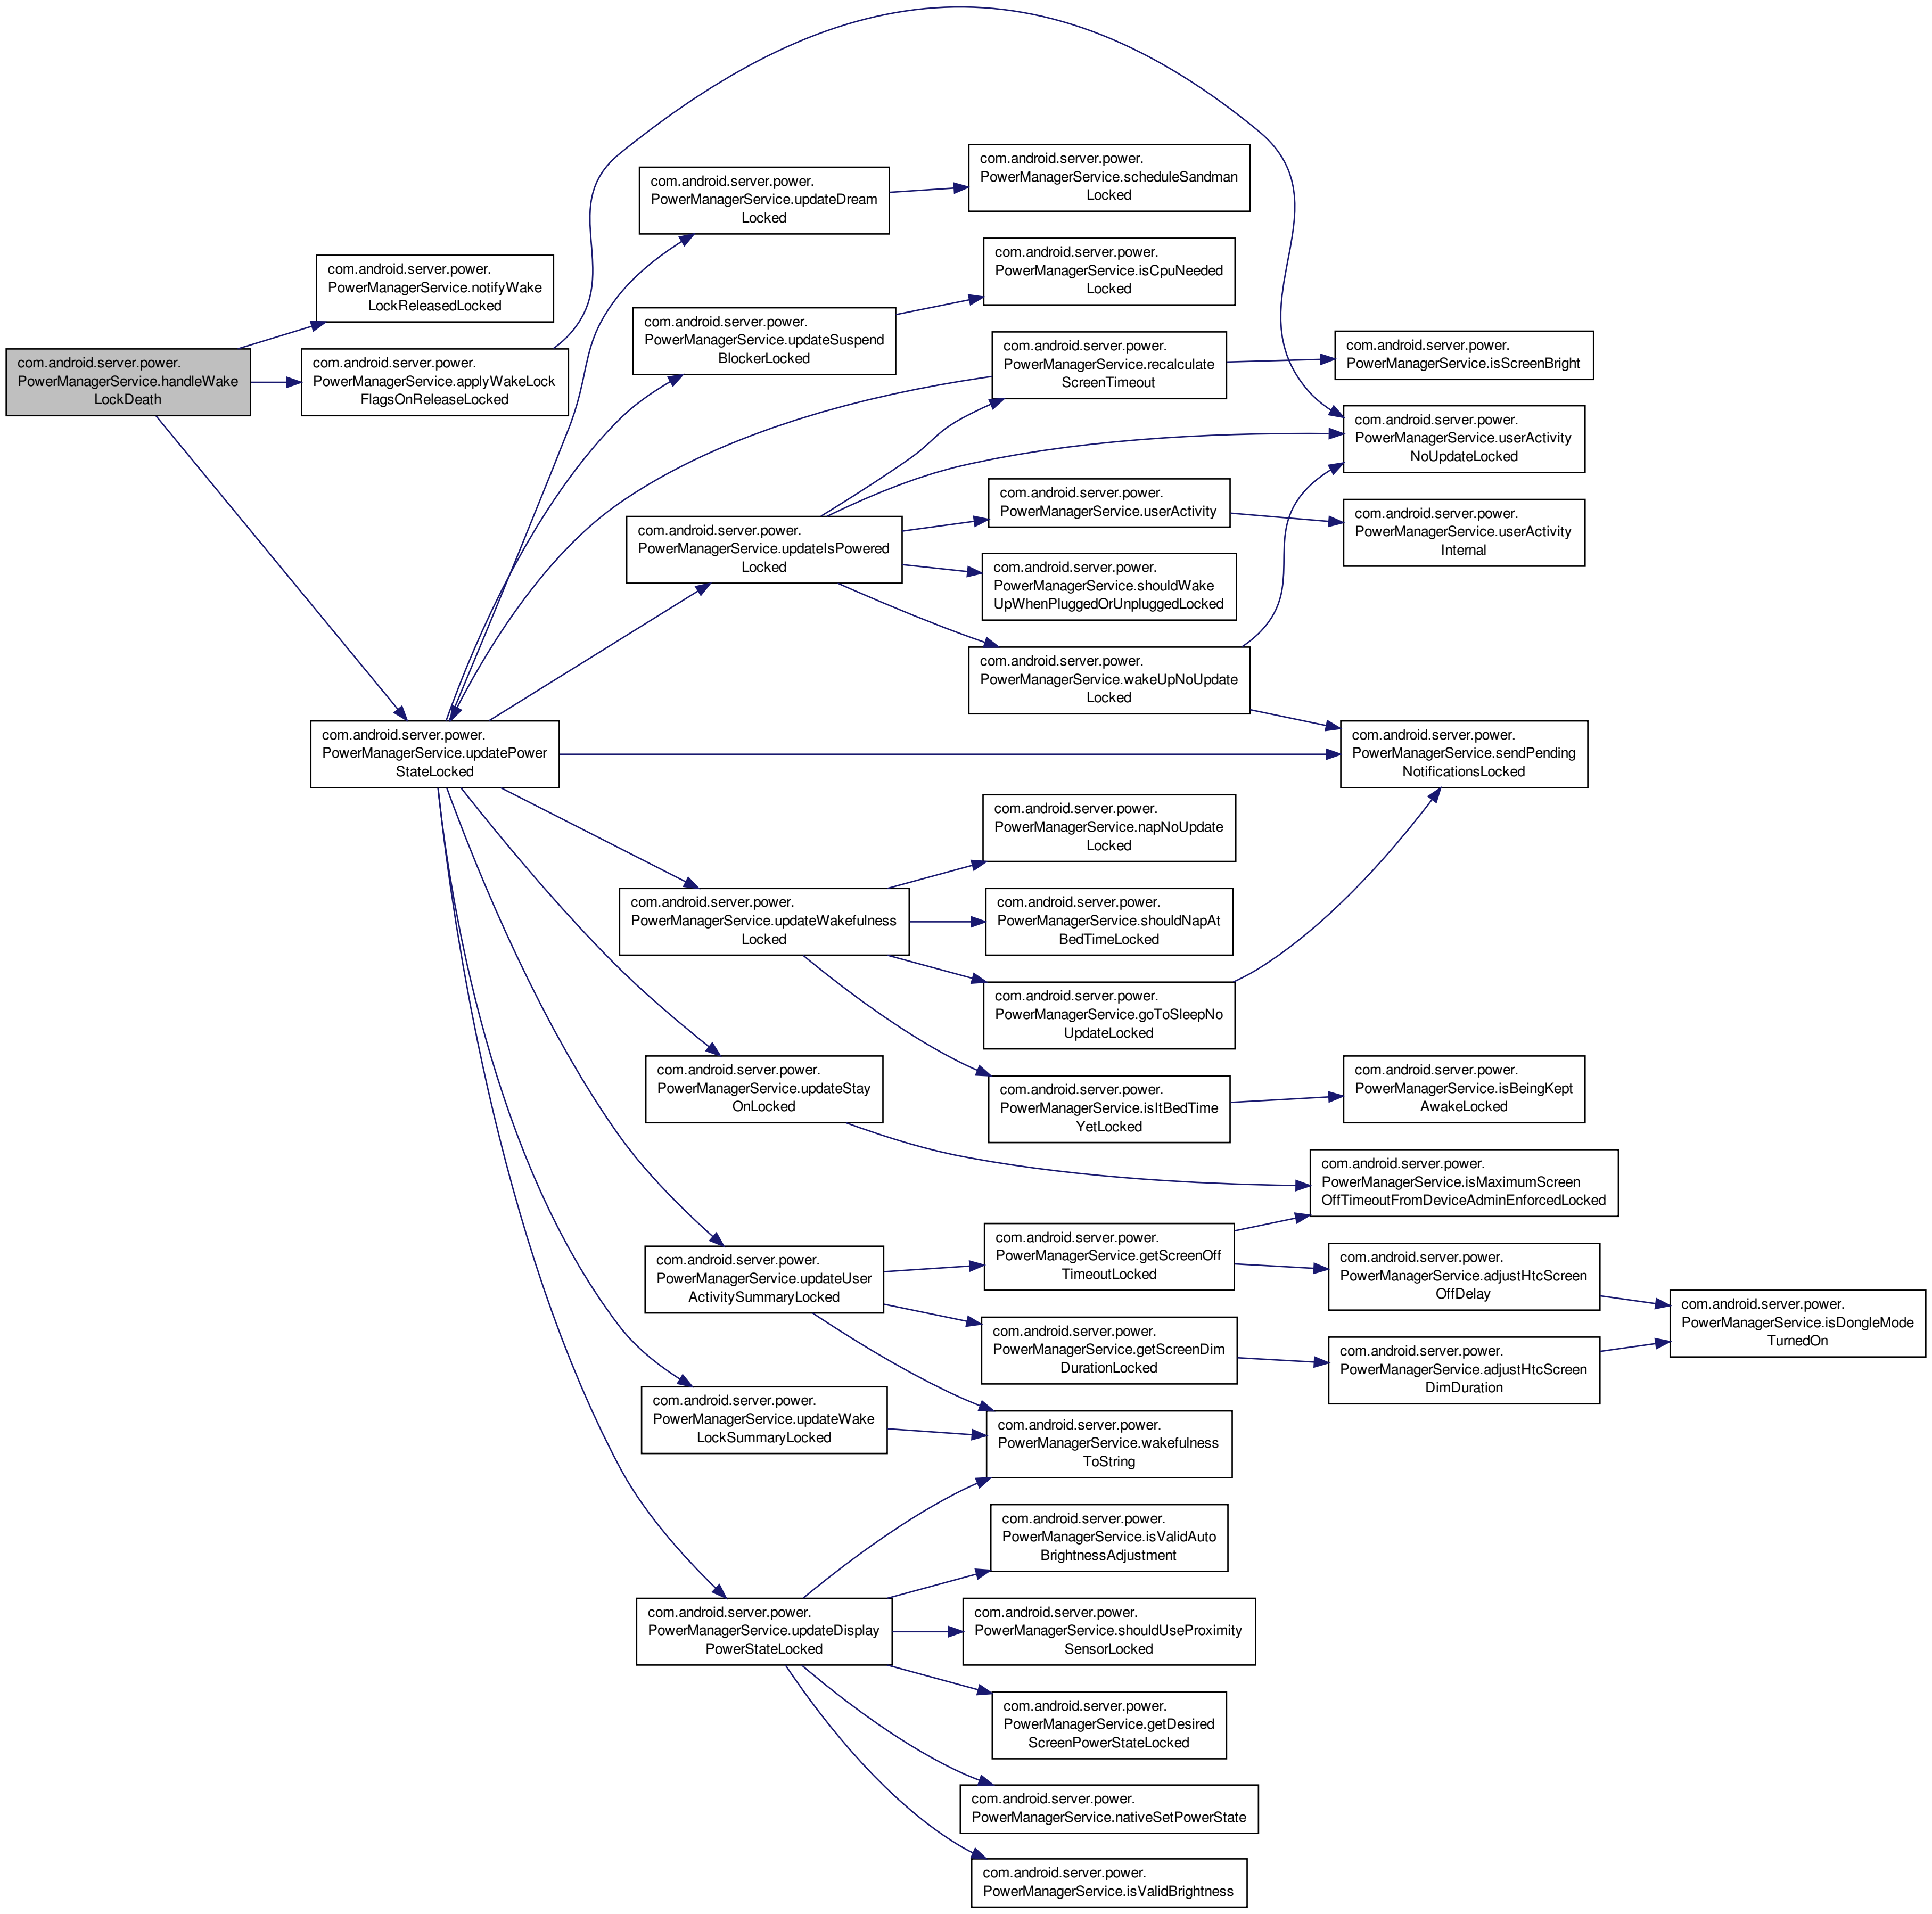 com.android.server.power.
PowerManagerService.handleWake
LockDeath
com.android.server.power.
PowerManagerService.notifyWake
LockReleasedLocked
com.android.server.power.
PowerManagerService.applyWakeLock
FlagsOnReleaseLocked
com.android.server.power.
PowerManagerService.updatePower
StateLocked
com.android.server.power.
PowerManagerService.updateDream
Locked
com.android.server.power.
PowerManagerService.updateSuspend
BlockerLocked
com.android.server.power.
PowerManagerService.updateIsPowered
Locked
com.android.server.power.
PowerManagerService.updateWakefulness
Locked
com.android.server.power.
PowerManagerService.updateStay
OnLocked
com.android.server.power.
PowerManagerService.updateUser
ActivitySummaryLocked
com.android.server.power.
PowerManagerService.updateWake
LockSummaryLocked
com.android.server.power.
PowerManagerService.updateDisplay
PowerStateLocked
com.android.server.power.
PowerManagerService.scheduleSandman
Locked
com.android.server.power.
PowerManagerService.isCpuNeeded
Locked
com.android.server.power.
PowerManagerService.recalculate
ScreenTimeout
com.android.server.power.
PowerManagerService.userActivity
com.android.server.power.
PowerManagerService.shouldWake
UpWhenPluggedOrUnpluggedLocked
com.android.server.power.
PowerManagerService.wakeUpNoUpdate
Locked
com.android.server.power.
PowerManagerService.napNoUpdate
Locked
com.android.server.power.
PowerManagerService.shouldNapAt
BedTimeLocked
com.android.server.power.
PowerManagerService.goToSleepNo
UpdateLocked
com.android.server.power.
PowerManagerService.isItBedTime
YetLocked
com.android.server.power.
PowerManagerService.getScreenOff
TimeoutLocked
com.android.server.power.
PowerManagerService.getScreenDim
DurationLocked
com.android.server.power.
PowerManagerService.wakefulness
ToString
com.android.server.power.
PowerManagerService.isValidAuto
BrightnessAdjustment
com.android.server.power.
PowerManagerService.shouldUseProximity
SensorLocked
com.android.server.power.
PowerManagerService.getDesired
ScreenPowerStateLocked
com.android.server.power.
PowerManagerService.nativeSetPowerState
com.android.server.power.
PowerManagerService.isValidBrightness
com.android.server.power.
PowerManagerService.isScreenBright
com.android.server.power.
PowerManagerService.userActivity
NoUpdateLocked
com.android.server.power.
PowerManagerService.userActivity
Internal
com.android.server.power.
PowerManagerService.sendPending
NotificationsLocked
com.android.server.power.
PowerManagerService.isBeingKept
AwakeLocked
com.android.server.power.
PowerManagerService.isMaximumScreen
OffTimeoutFromDeviceAdminEnforcedLocked
com.android.server.power.
PowerManagerService.adjustHtcScreen
OffDelay
com.android.server.power.
PowerManagerService.adjustHtcScreen
DimDuration
com.android.server.power.
PowerManagerService.isDongleMode
TurnedOn